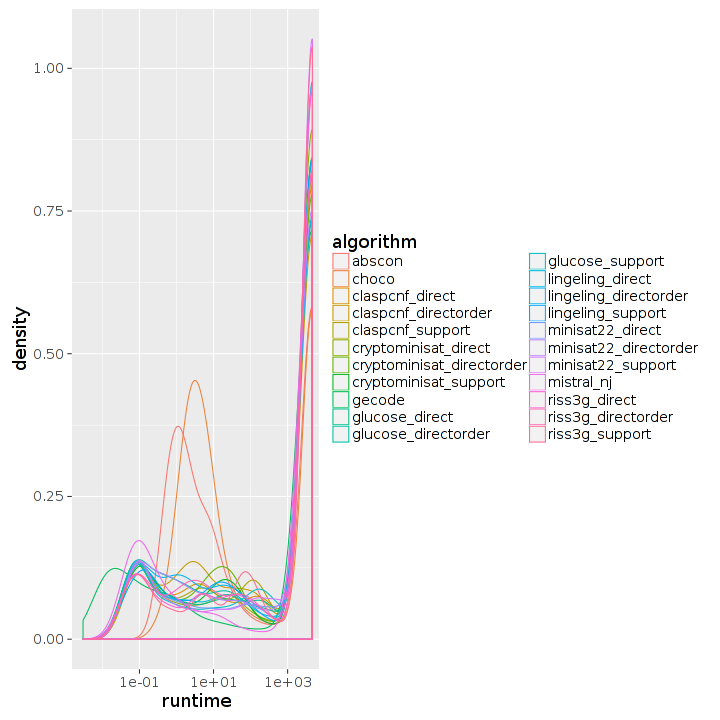 1.00
0.75
0.50
0.25
0.00
density
1e-01 1e+01 1e+03
runtime
algorithm
abscon
choco
claspcnf_direct
claspcnf_directorder
claspcnf_support
cryptominisat_direct
cryptominisat_directorder
cryptominisat_support
gecode
glucose_direct
glucose_directorder
glucose_support
lingeling_direct
lingeling_directorder
lingeling_support
minisat22_direct
minisat22_directorder
minisat22_support
mistral_nj
riss3g_direct
riss3g_directorder
riss3g_support